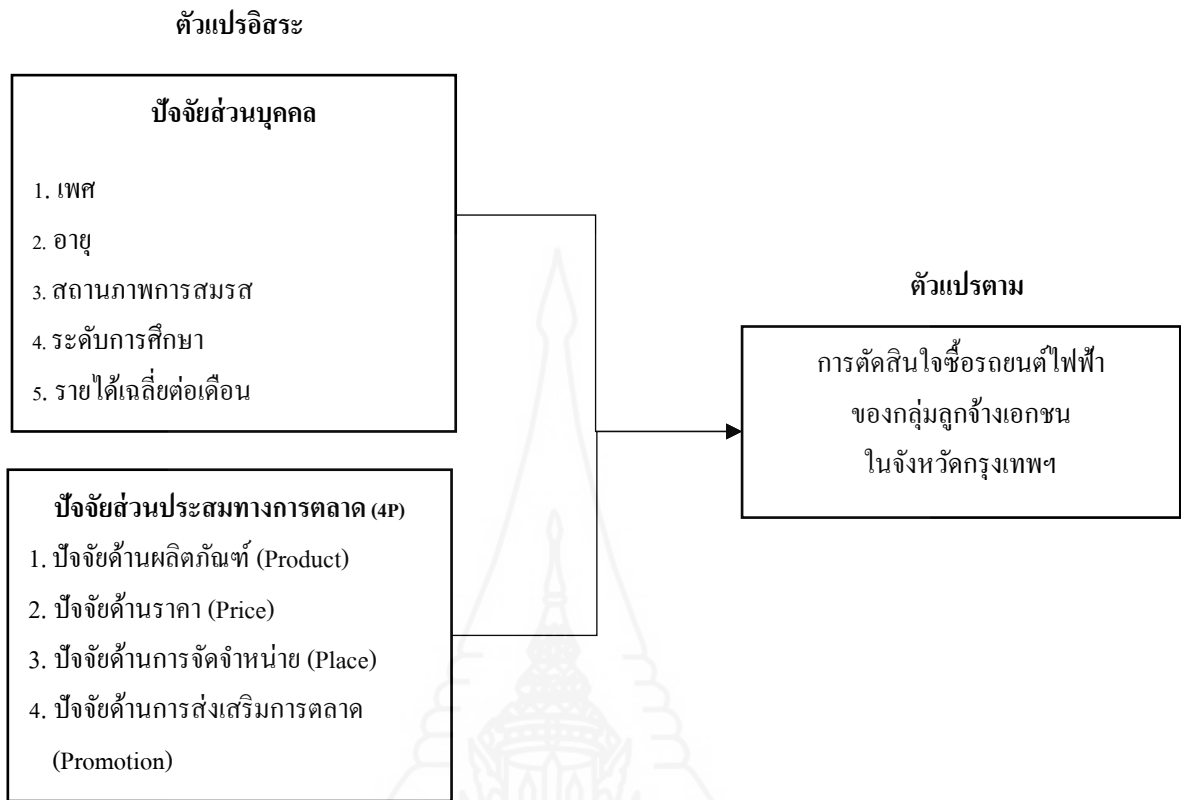 ตัวแปรอิสระ
ปัจจัยส่วนบุคคล
1. เพศ
2. อายุ
3. สถานภาพการสมรส
4. ระดับการศึกษา
5. รายได้เฉลี่ยต่อเดือน
ปัจจัยส่วนประสมทางการตลาด (4P)
1. ปัจจัยด้านผลิตภัณฑ์ (Product)
2. ปัจจัยด้านราคา (Price)
3. ปัจจัยด้านการจัดจำหน่าย (Place)
4. ปัจจัยด้านการส่งเสริมการตลาด
(Promotion)
ตัวแปรตาม
การตัดสินใจซื้อรถยนต์ไฟฟ้า
ของกลุ่มลูกจ้างเอกชน
ในจังหวัดกรุงเทพฯ